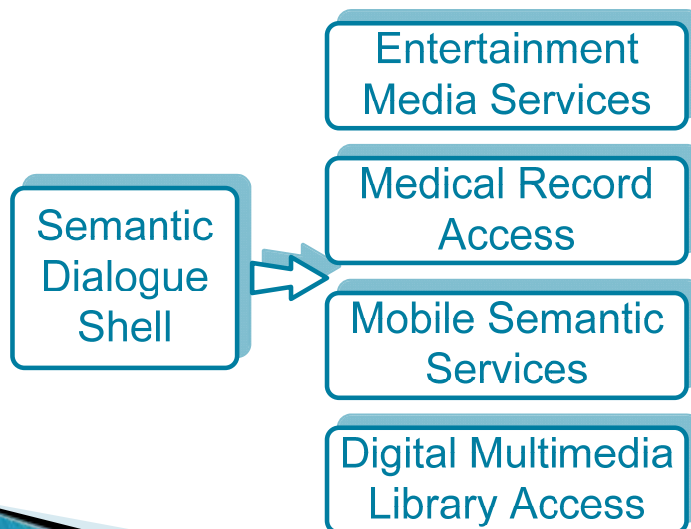 Semantic
Dialogue
Shell
Entertainment
Media Services
Medical Record
Access
Mobile Semantic
Services
Digital Multimedia
Library Access